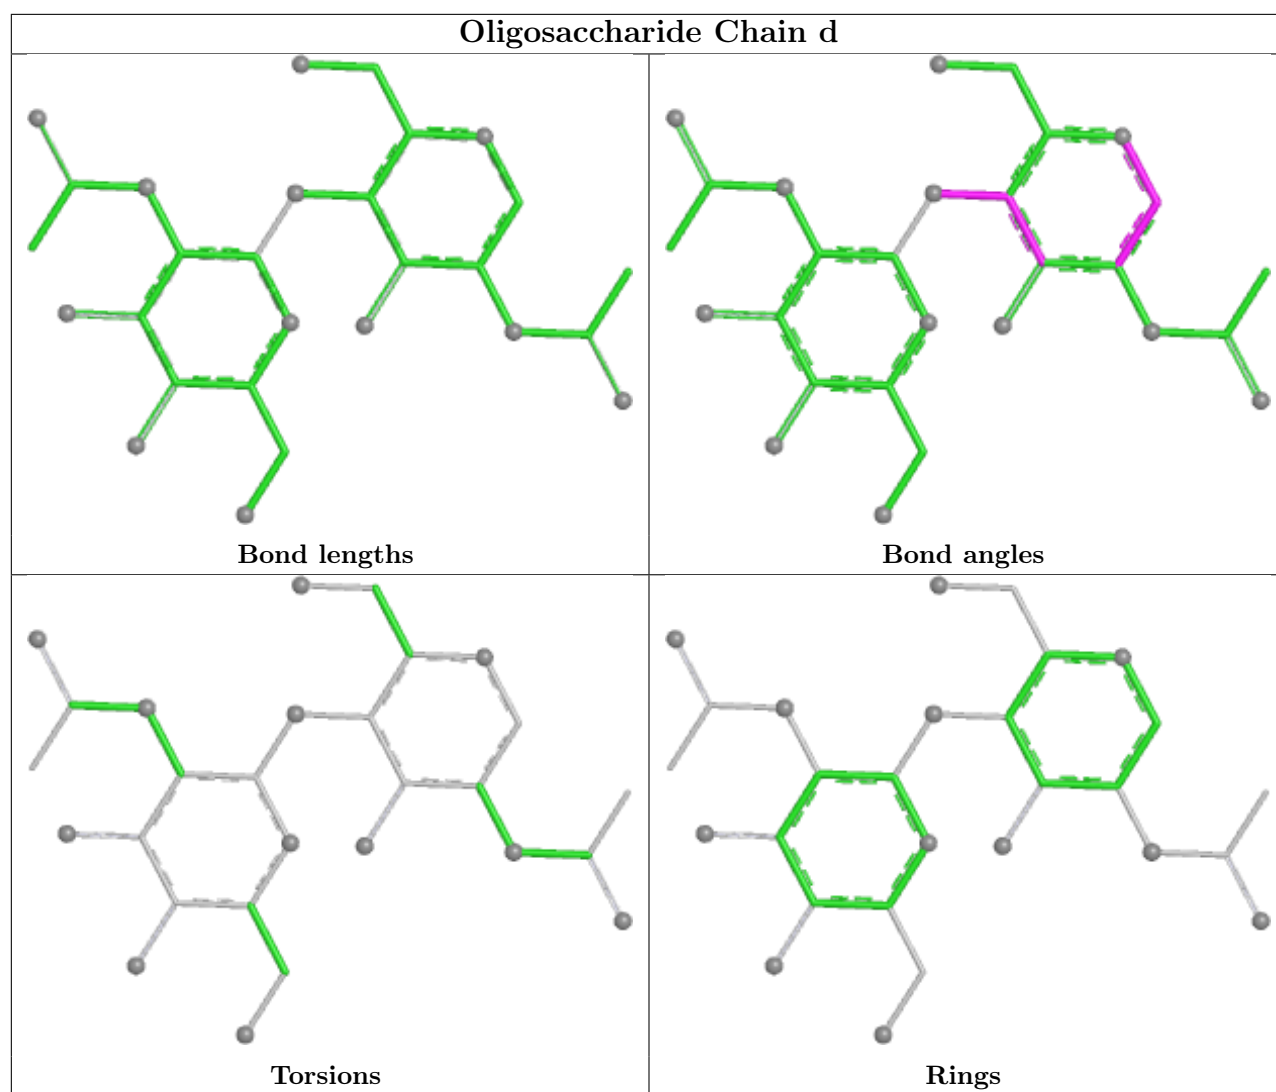 Oligosaccharide Chain d
Bond lengths
Bond angles
Torsions
Rings